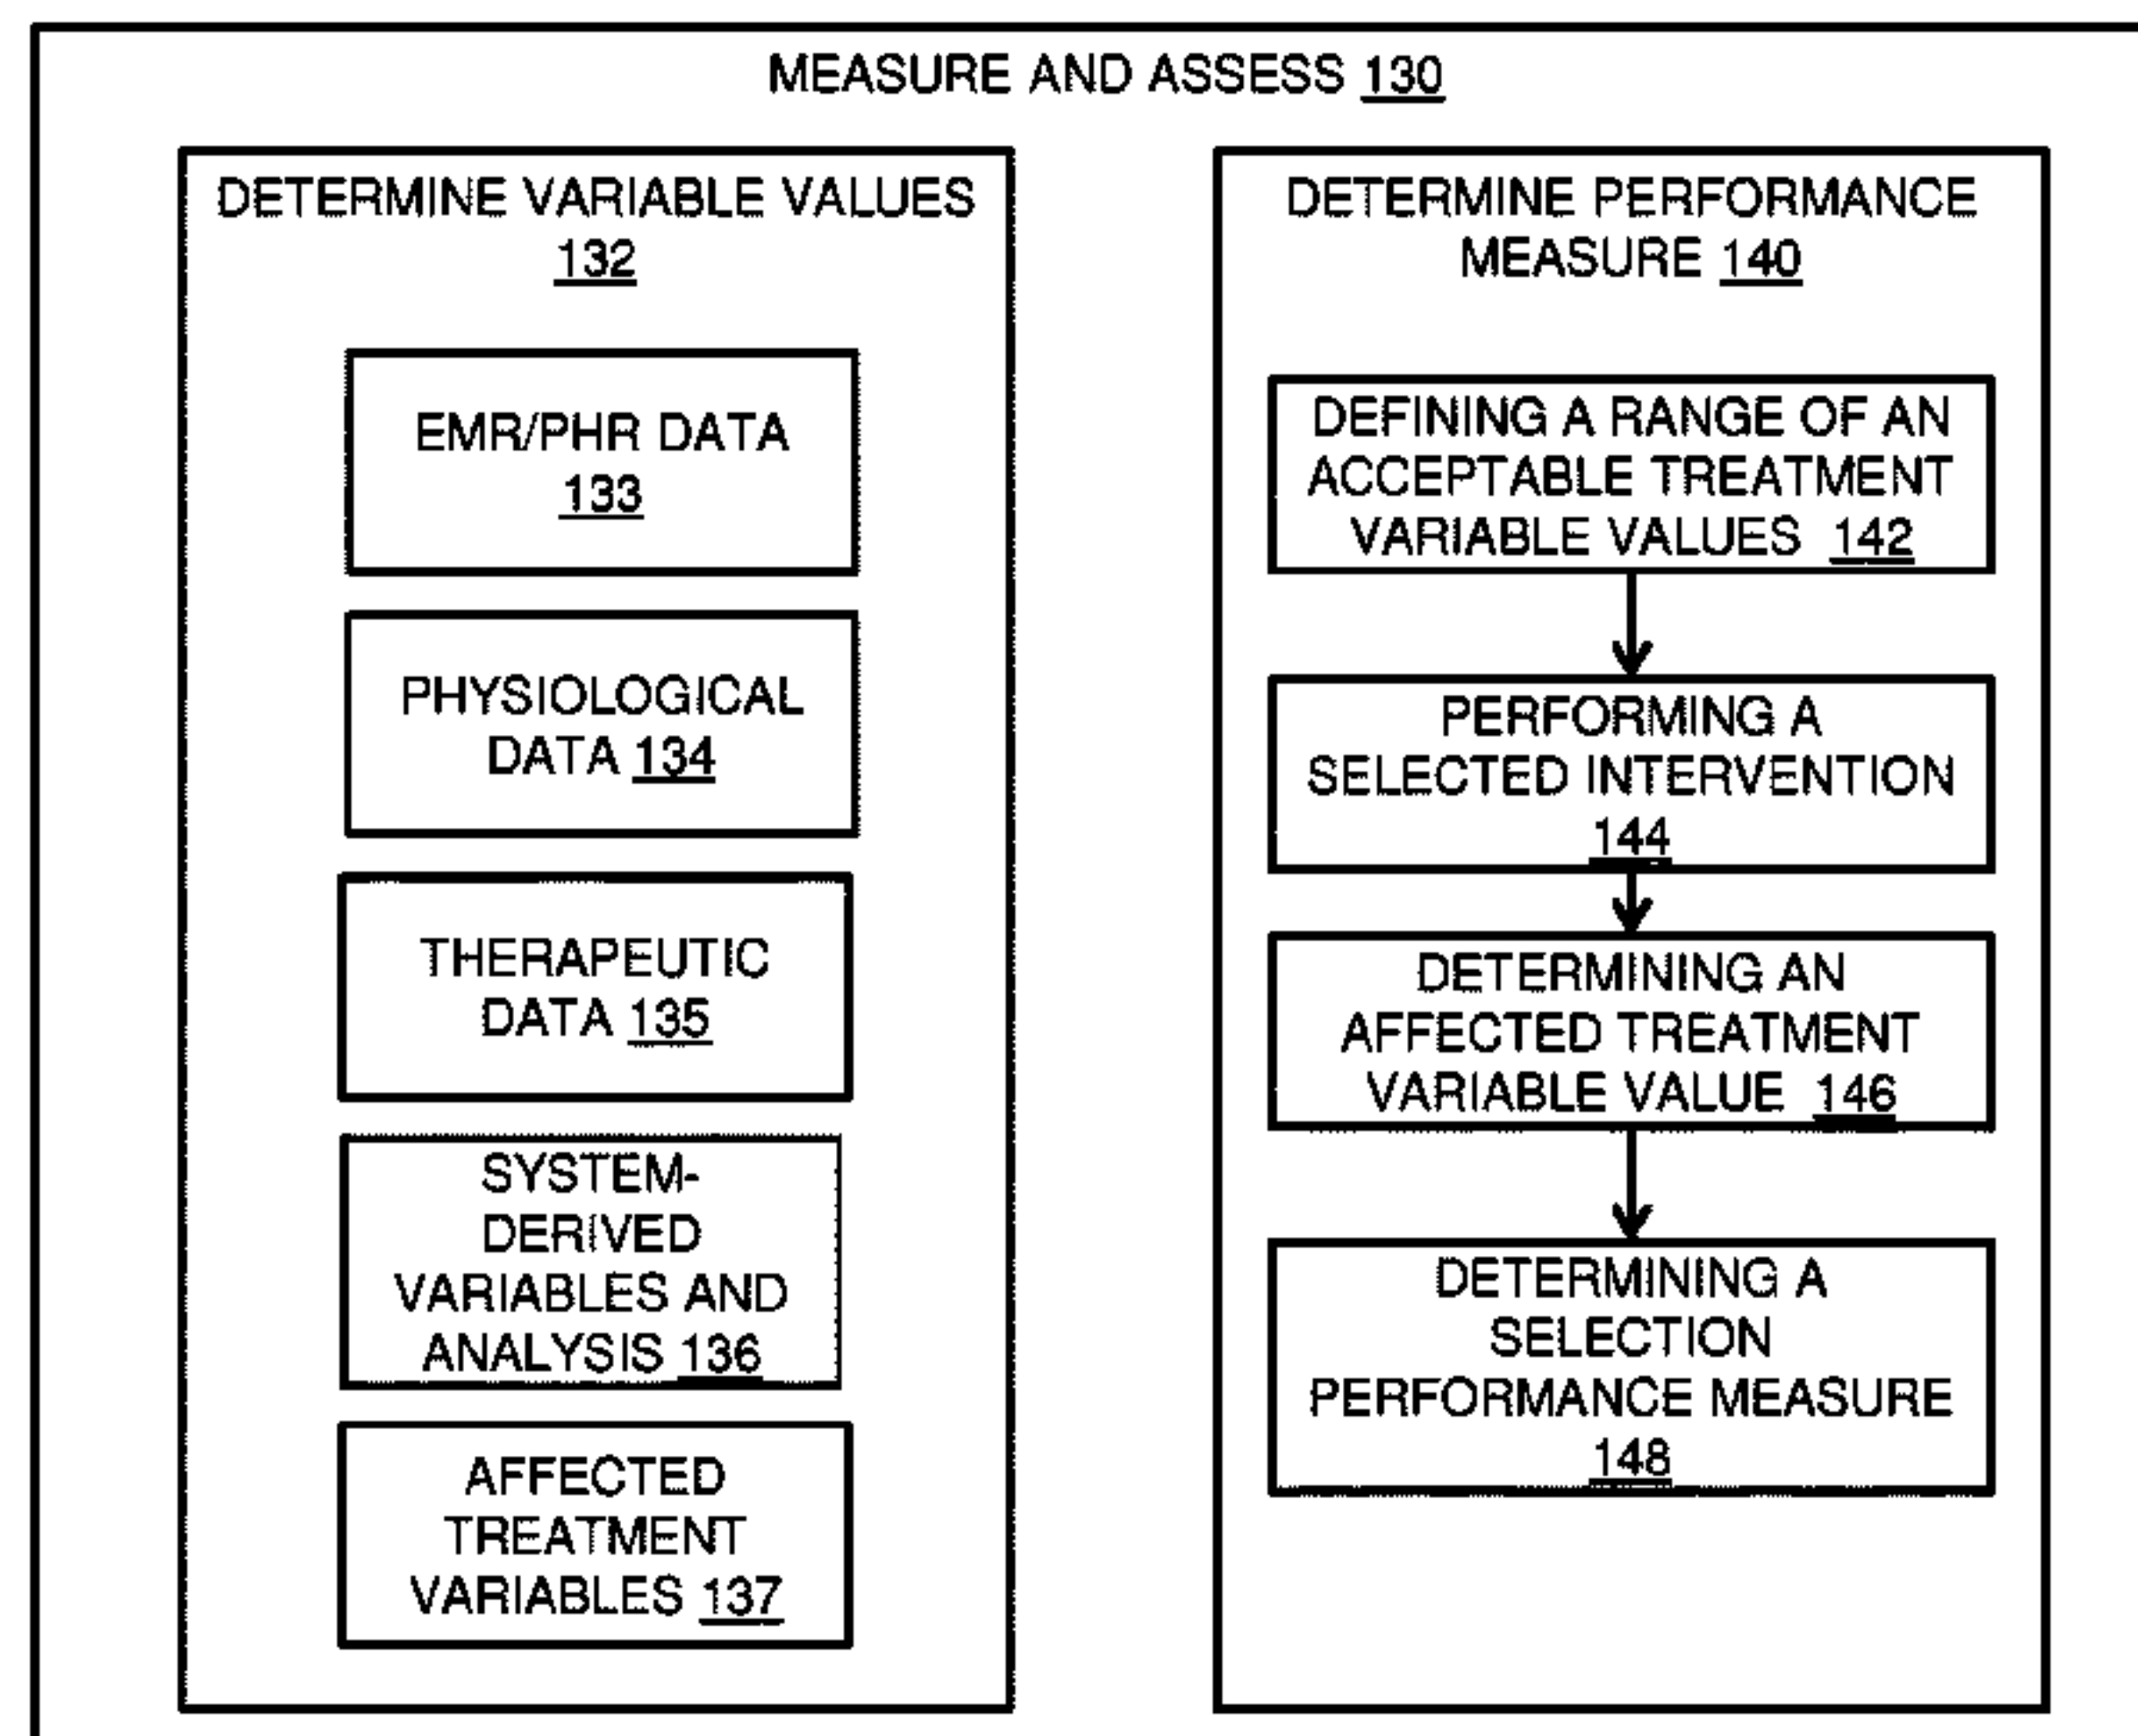 MEASURE AND ASSESS 130
DETERMINE VARIABLE VALUES
132
EMR/PHR DATA
133
PHYSIOLOGICAL
DATA 134
THERAPEUTIC
DATA 135
SYSTEM-
DERIVED
VARIABLES AND
ANALYSIS 136
AFFECTED
TREATMENT
VARIABLES 137
DETERMINE PERFORMANCE
MEASURE 140
DEFINING A RANGE OF AN
ACCEPTABLE TREATMENT
VARIABLE VALUES 142
PERFORMING A
SELECTED INTERVENTION
144
DETERMINING AN
AFFECTED TREATMENT
VARIABLE VALUE 146
DETERMINING A
SELECTION
PERFORMANCE MEASURE
148